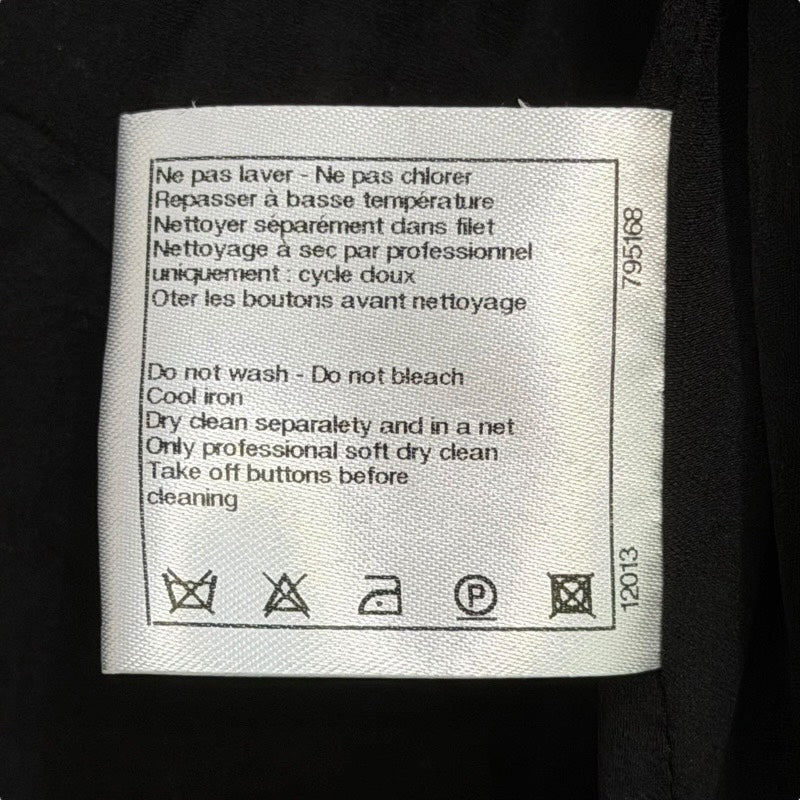 Ne pas laver - Ne pas chlorer
Repasser à basse température
Nettoyer séparément dans filet
Nettoyage à sec par professionnel
uniquement : cycle doux
Oter les boutons avant nettoyage
Do not wash - Do not bleach
Cool iron
Dry clean separalety and in a net
Only professional soft dry clean
Take off buttons before
cleaning
P
795168
12013